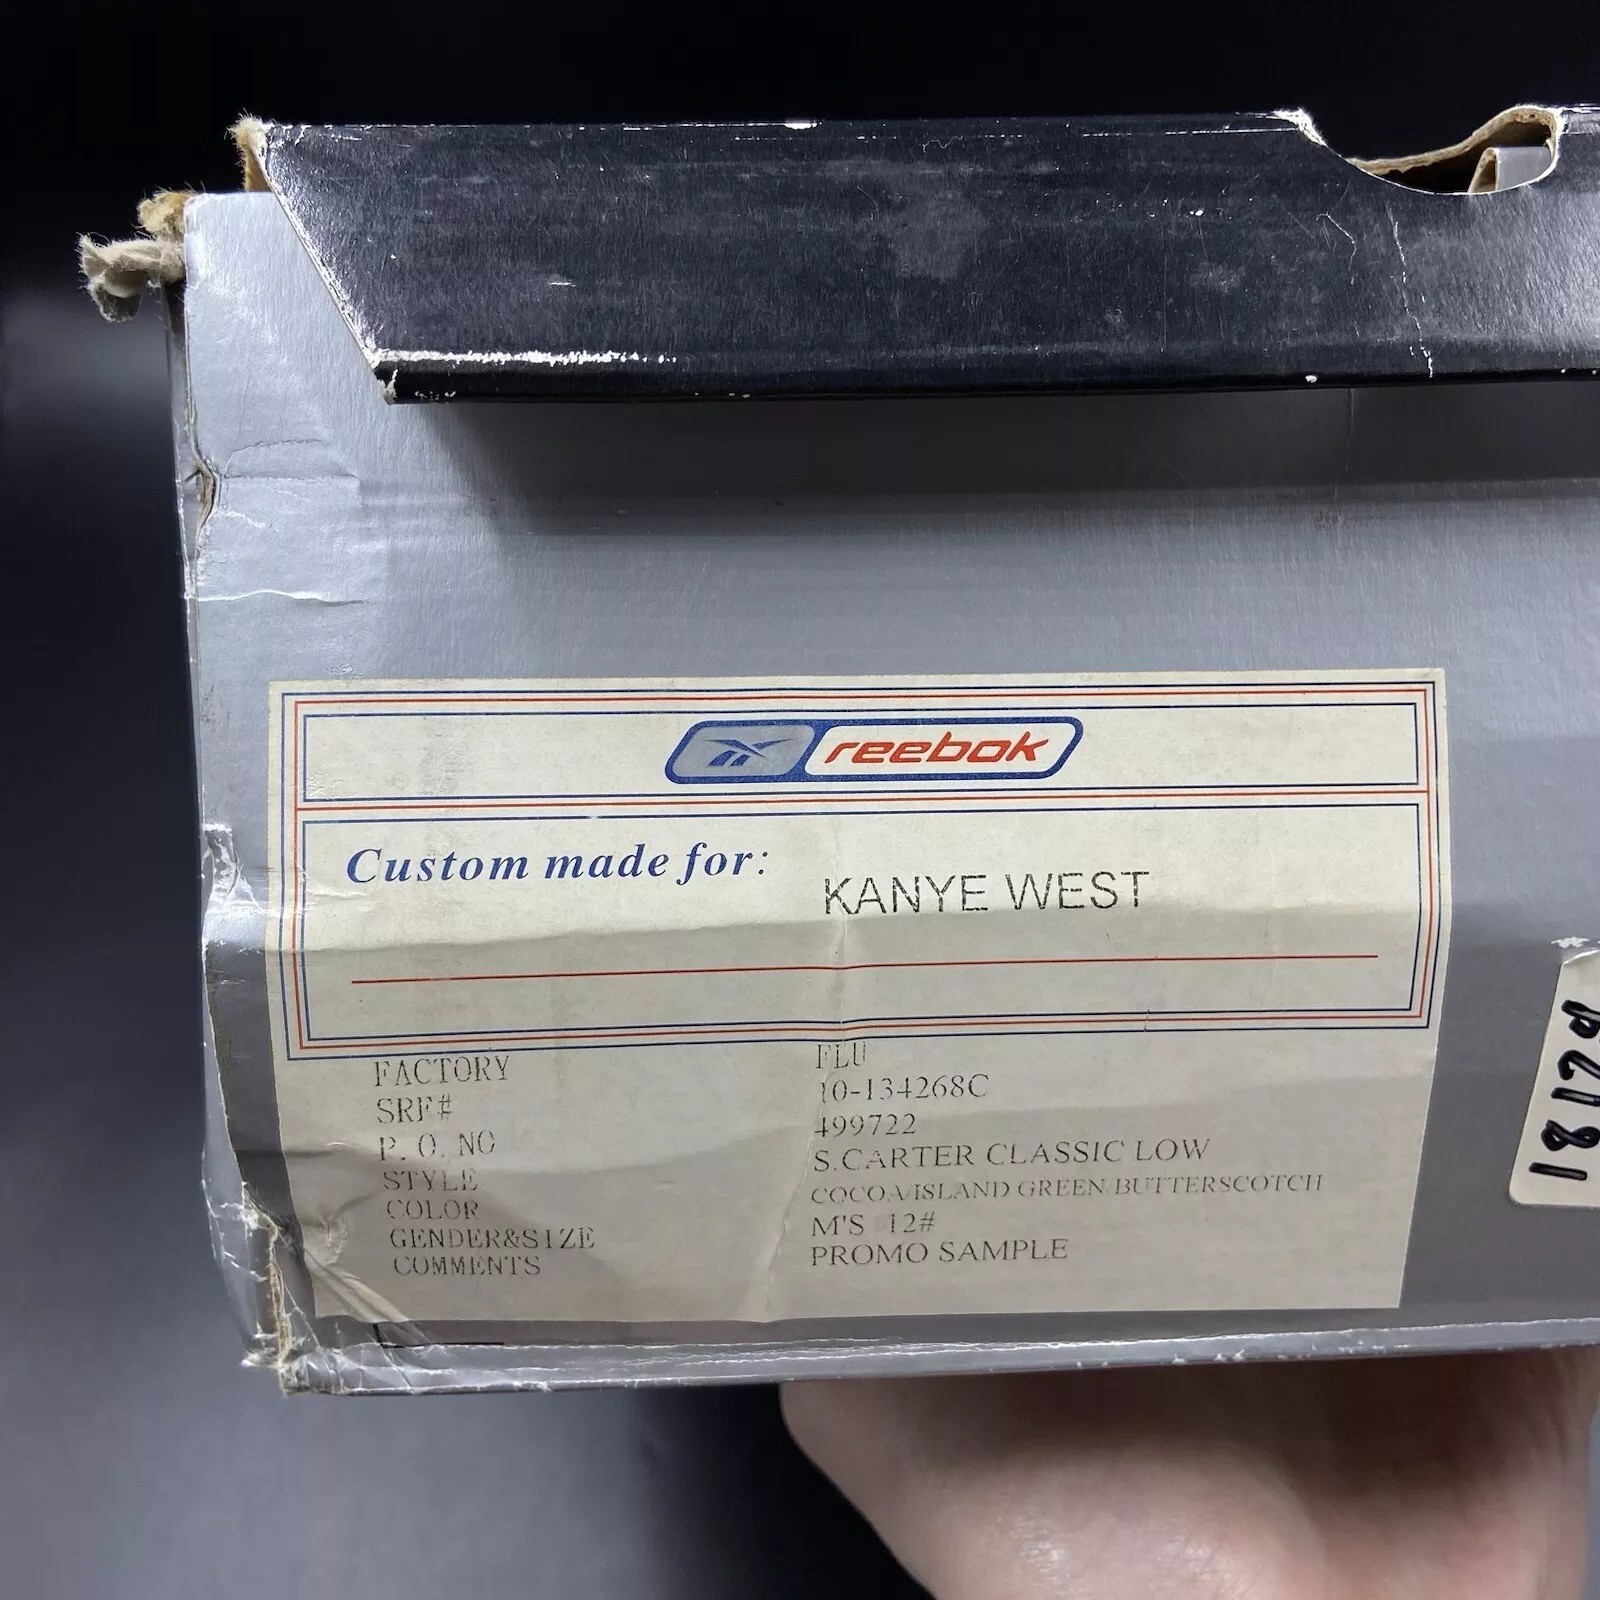 reebok
Custom made for:
KANYE WEST
FACTORY FLU
SRF# 10-134268C
P. O. NO 499722
STYLE S.CARTER CLASSIC LOW
COLOR COCOA/ISLAND GREEN/BUTTERSCOTCH
GENDER&SIZE M'S 12#
COMMENTS PROMO SAMPLE